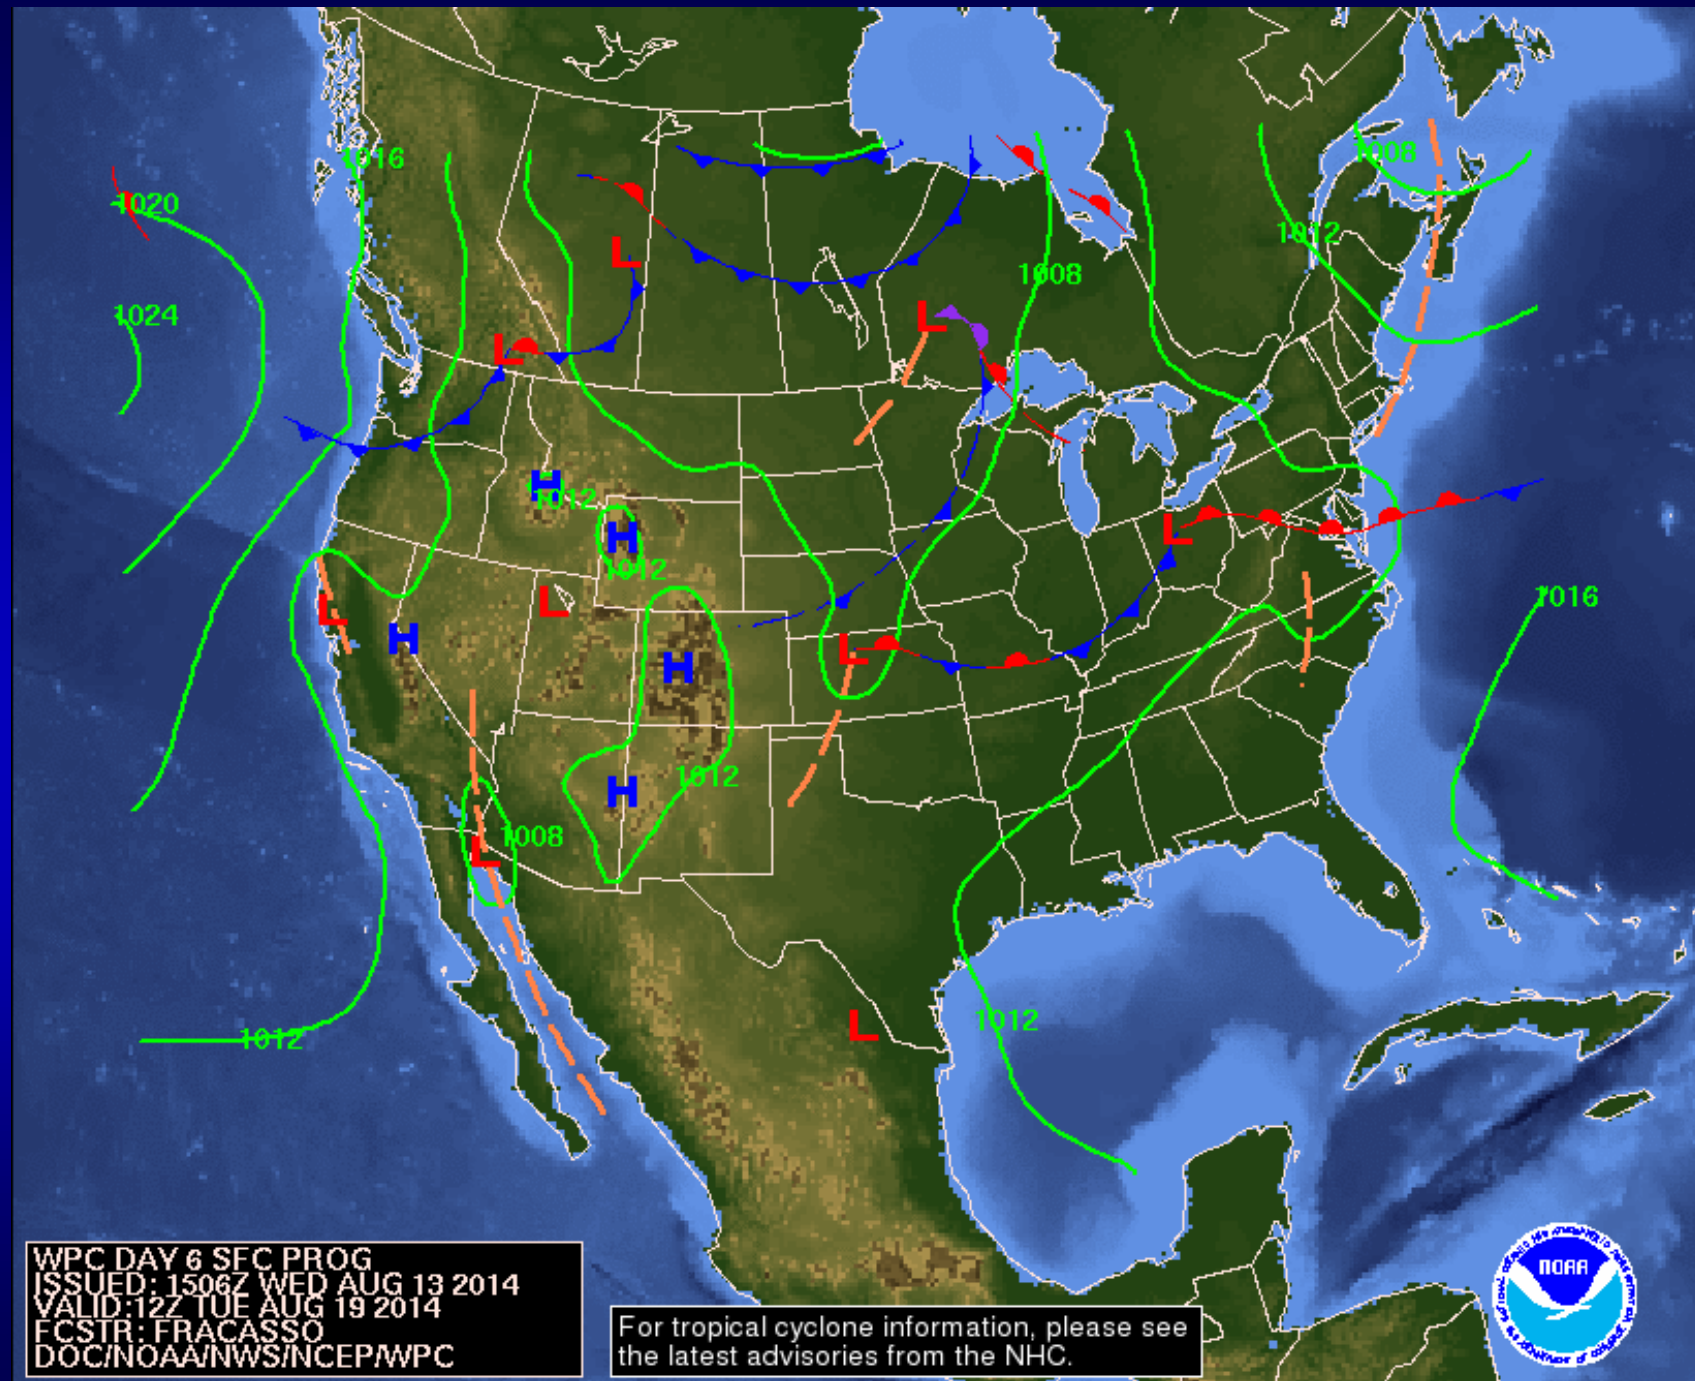 1016
1008
1020
1012
1008
1024
H
1012
H
1012
L
L
L
L
L
L
1016
L
H
L
H
1012
H
1008
L
1012
L
1012
WPC DAY 6 SFC PROG
ISSUED: 1506Z WED AUG 13 2014
VALID:12Z TUE AUG 19 2014
FCSTR: FRACASSO
DOC/NOAA/NWS/NCEP/WPC
For tropical cyclone information, please see
the latest advisories from the NHC.
NOAA